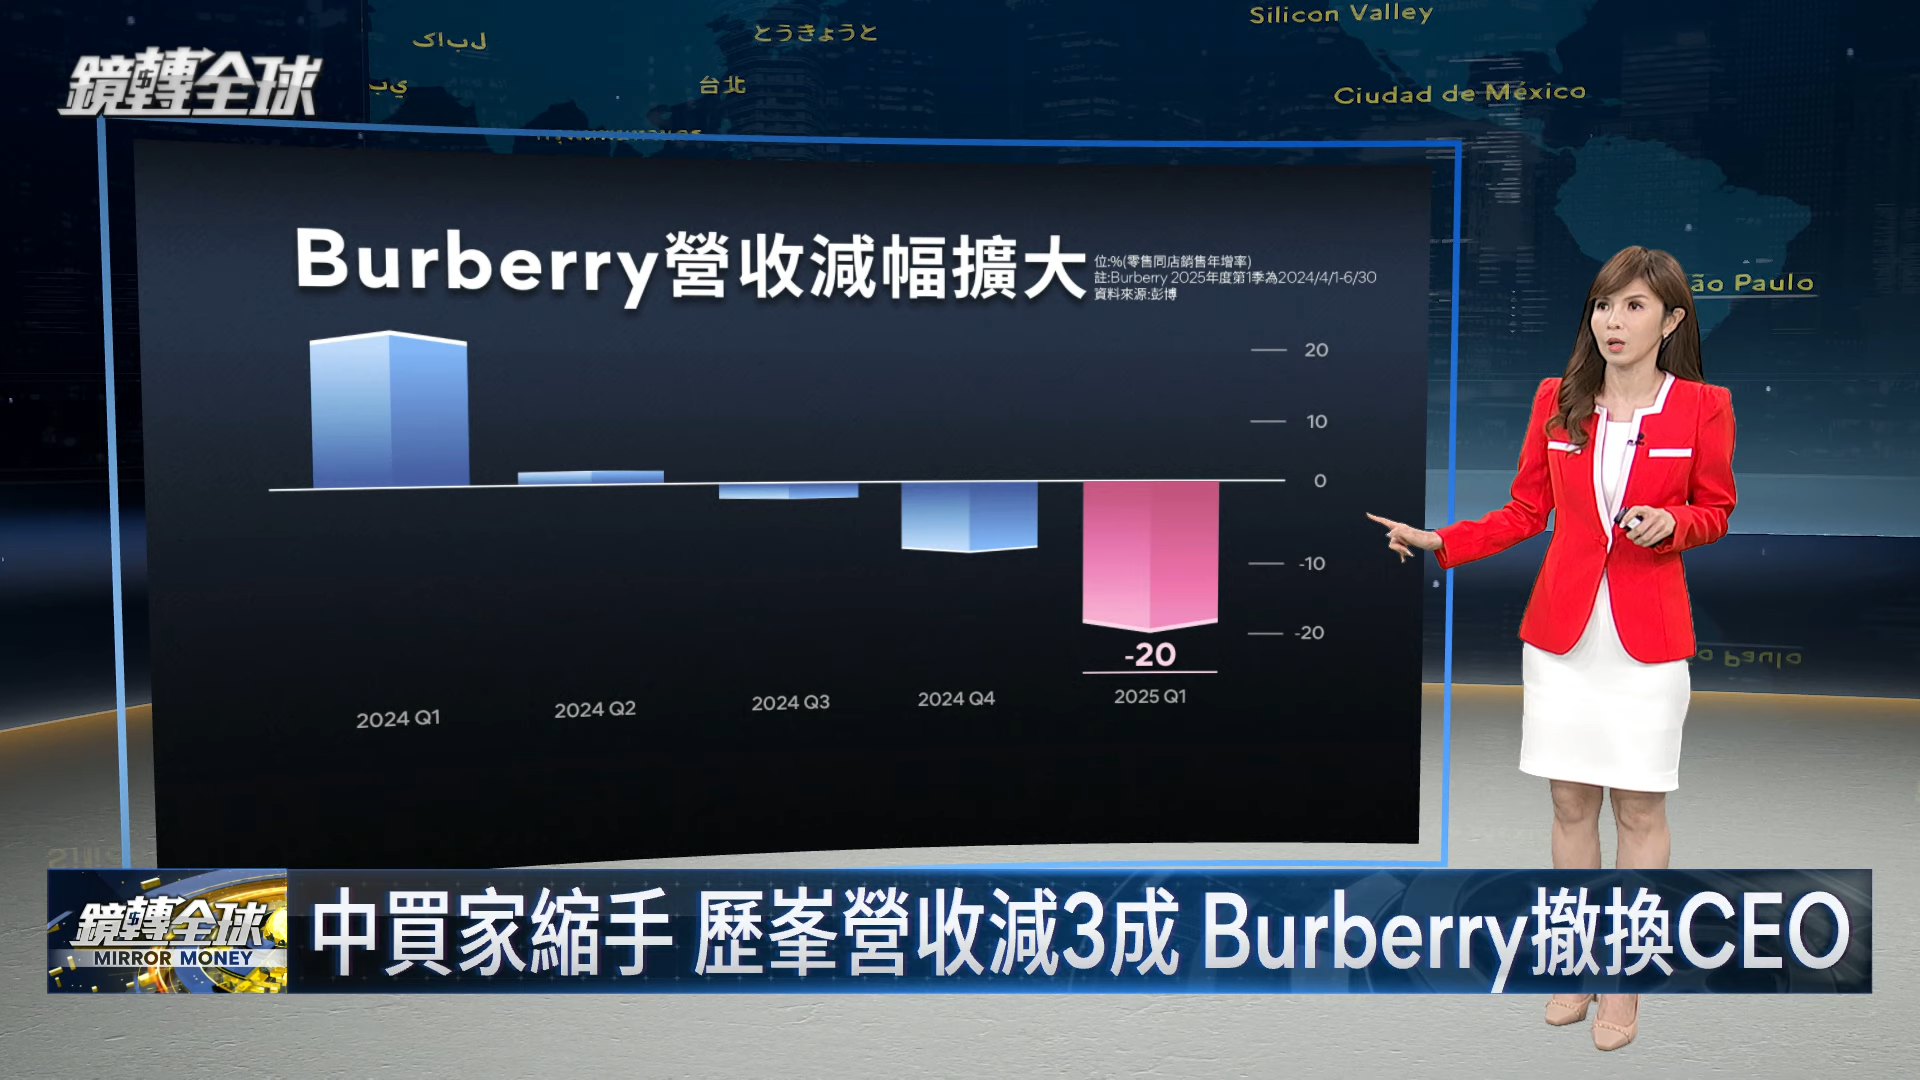 鏡轉全球
کابل
とうきょうと
台北
Silicon Valley
Ciudad de México
ão Paulo
Burberry營收減幅擴大
位:%(零售同店銷售年增率)
註:Burberry 2025年度第1季為2024/4/1-6/30
資料來源:彭博
20
10
0
-10
-20
-20
2024 Q1
2024 Q2
2024 Q3
2024 Q4
2025 Q1
鏡轉全球
MIRROR MONEY
中買家縮手 歷峯營收減3成 Burberry撤換CEO